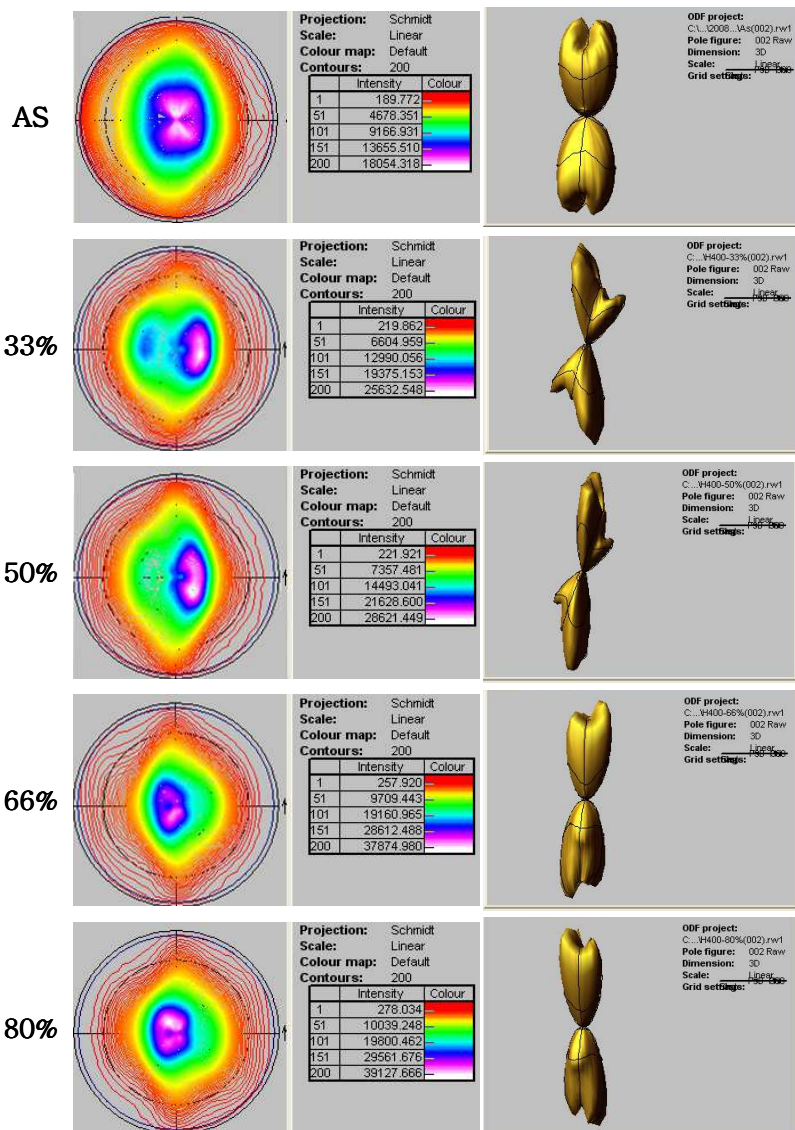 AS
Projection: Schmidt
Scale: Linear
Colour map: Default
Contours: 200
Intensity Colour
1 189.772
51 4678.351
101 9166.931
151 13655.510
200 18054.318
ODF project:
C:\...\2008...\As(002).rw1
Pole figure: 002 Raw
Dimension: 3D
Scale: Linear
Grid settings:
33%
Projection: Schmidt
Scale: Linear
Colour map: Default
Contours: 200
Intensity Colour
1 219.862
51 6604.959
101 12990.056
151 19375.153
200 25632.548
ODF project:
C:...\H400-33%(002).rw1
Pole figure: 002 Raw
Dimension: 3D
Scale: Linear
Grid settings:
50%
Projection: Schmidt
Scale: Linear
Colour map: Default
Contours: 200
Intensity Colour
1 221.921
51 7357.481
101 14493.041
151 21628.600
200 28621.449
ODF project:
C:...\H400-50%(002).rw1
Pole figure: 002 Raw
Dimension: 3D
Scale: Linear
Grid settings:
66%
Projection: Schmidt
Scale: Linear
Colour map: Default
Contours: 200
Intensity Colour
1 257.920
51 9709.443
101 19160.965
151 28612.488
200 37874.980
ODF project:
C:...\H400-66%(002).rw1
Pole figure: 002 Raw
Dimension: 3D
Scale: Linear
Grid settings:
80%
Projection: Schmidt
Scale: Linear
Colour map: Default
Contours: 200
Intensity Colour
1 278.034
51 10039.248
101 19800.462
151 29561.676
200 39127.666
ODF project:
C:...\H400-80%(002).rw1
Pole figure: 002 Raw
Dimension: 3D
Scale: Linear
Grid settings: